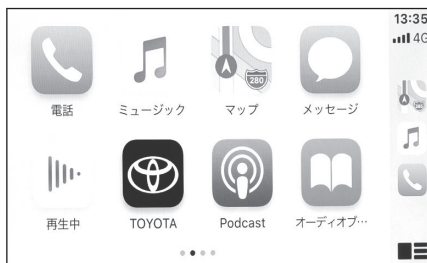 13:35
4G
280
電話
ミュージック
マップ
メッセージ
再生中
TOYOTA
Podcast
オーディオブ…